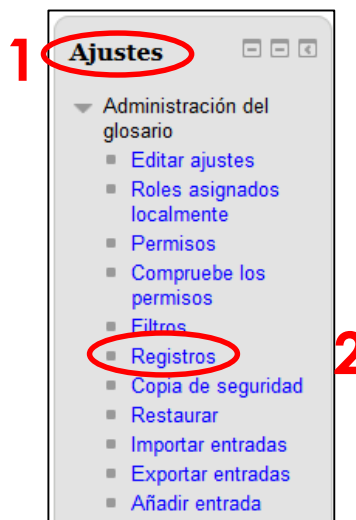 1
Ajustes
Administración del
glosario
Editar ajustes
Roles asignados
localmente
Permisos
Compruebe los
permisos
Filtros
Registros
2
Copia de seguridad
Restaurar
Importar entradas
Exportar entradas
Añadir entrada